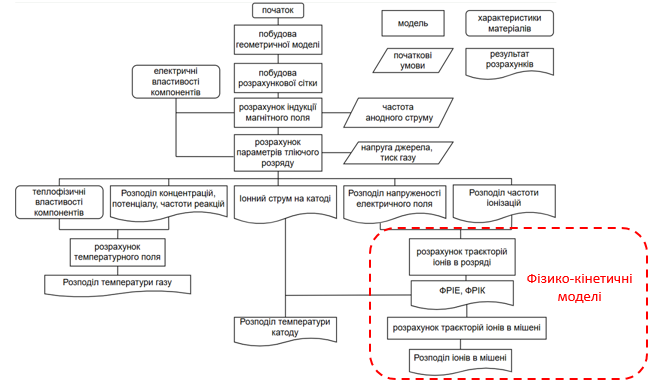 початок
побудова
геометричної моделі
побудова
розрахункової сітки
розрахунок індукції
магнітного поля
розрахунок
параметрів тліючого
розряду
електричні
властивості
компонентів
модель
характеристики
матеріалів
початкові
умови
результат
розрахунків
частота
анодного струму
напруга джерела,
тиск газу
теплофізичні
властивості
компонентів
Розподіл концентрацій,
потенціалу, частоти реакцій
Іонний струм на катоді
Розподіл напруженості
електричного поля
Розподіл частоти
іонізацій
розрахунок
температурного поля
Розподіл температури газу
Розподіл температури
катоду
розрахунок траєкторій
іонів в розряді
ФРІЕ, ФРІК
розрахунок траєкторій іонів в мішені
Розподіл іонів в мішені
Фізико-кінетичні
моделі